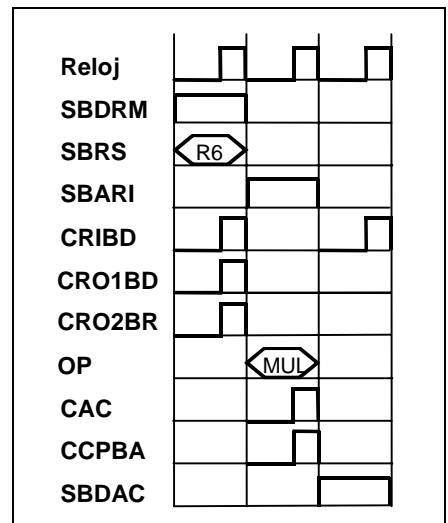 Reloj
SBDRM
SBRS R6
SBARI
CRIBD
CRO1BD
CRO2BR
OP MUL
CAC
CCPBA
SBDAC